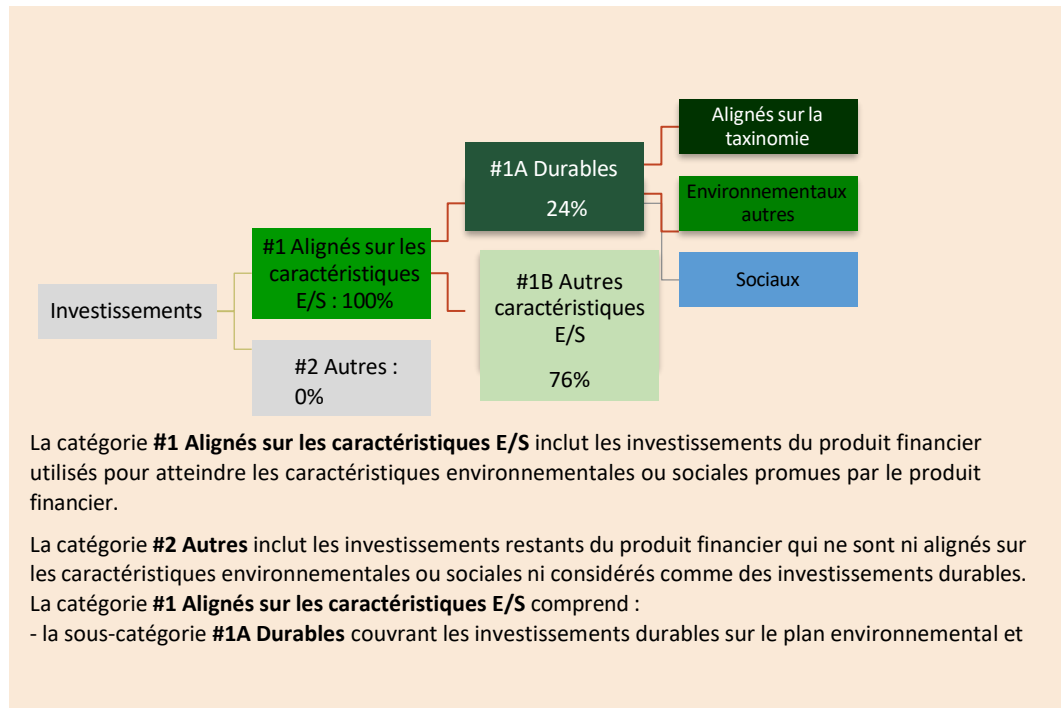 Investissements
#1 Alignés sur les
caractéristiques
E/S : 100%
#2 Autres :
0%
#1A Durables
24%
#1B Autres
caractéristiques
E/S
76%
Alignés sur la
taxinomie
Environnementaux
autres
Sociaux
La catégorie #1 Alignés sur les caractéristiques E/S inclut les investissements du produit financier
utilisés pour atteindre les caractéristiques environnementales ou sociales promues par le produit
financier.
La catégorie #2 Autres inclut les investissements restants du produit financier qui ne sont ni alignés sur
les caractéristiques environnementales ou sociales ni considérés comme des investissements durables.
La catégorie #1 Alignés sur les caractéristiques E/S comprend :
- la sous-catégorie #1A Durables couvrant les investissements durables sur le plan environnemental et